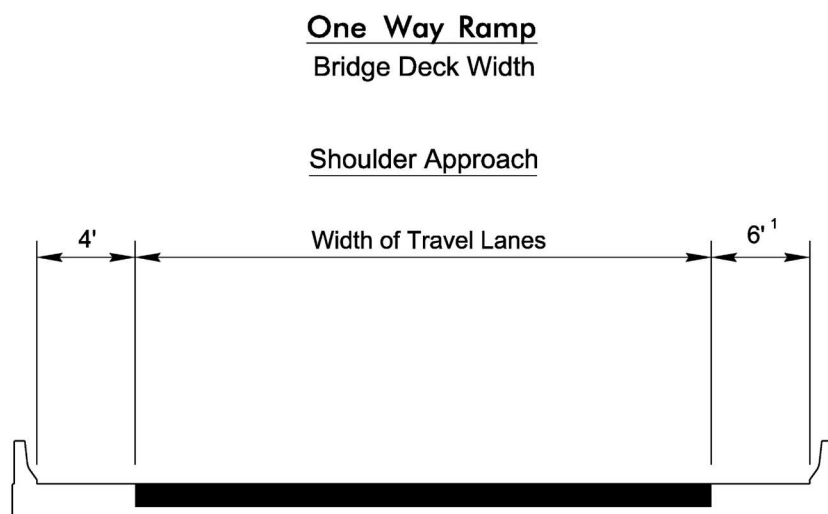 One Way Ramp
Bridge Deck Width
Shoulder Approach
4' Width of Travel Lanes 6' 1